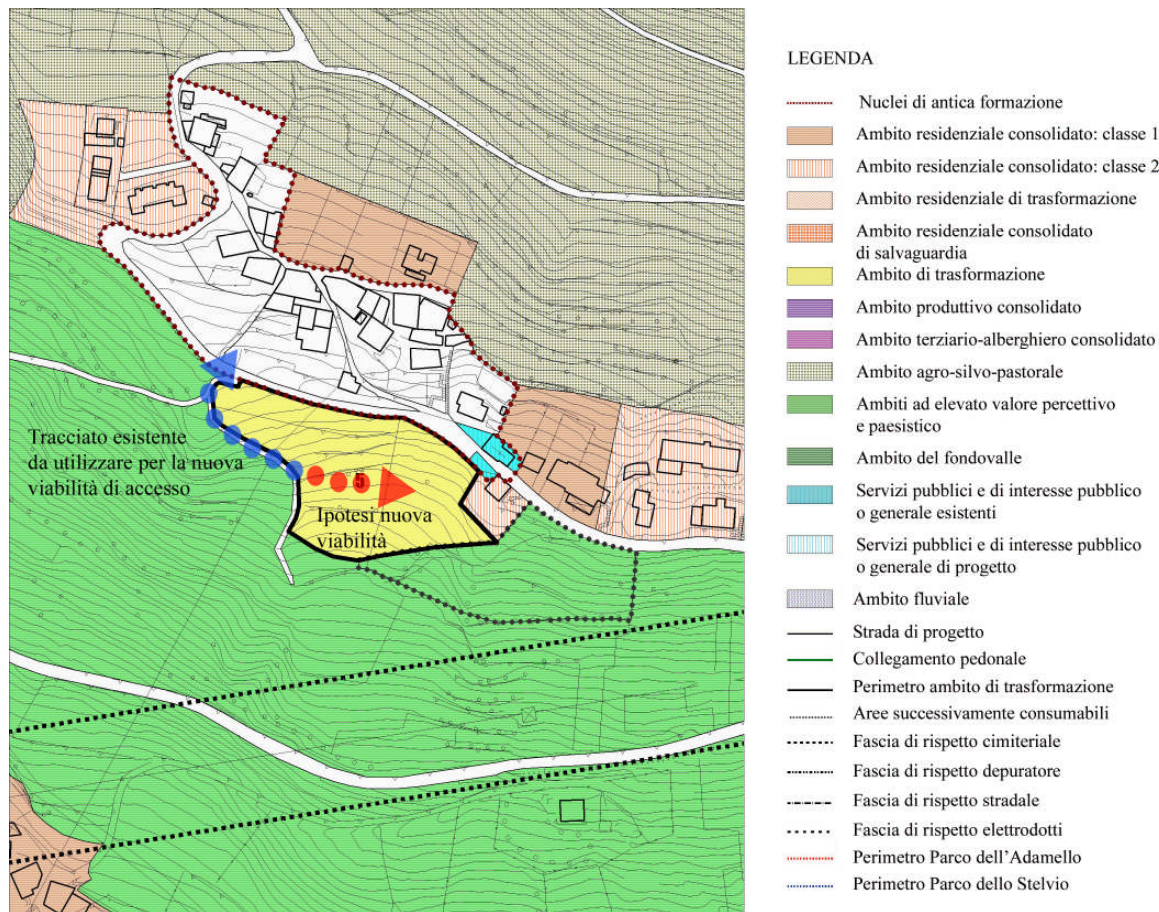 Tracciato esistente
da utilizzare per la nuova
viabilità di accesso
Ipotesi nuova
viabilità
LEGENDA
Nuclei di antica formazione
Ambito residenziale consolidato: classe 1
Ambito residenziale consolidato: classe 2
Ambito residenziale di trasformazione
Ambito residenziale consolidato
di salvaguardia
Ambito di trasformazione
Ambito produttivo consolidato
Ambito terziario-alberghiero consolidato
Ambito agro-silvo-pastorale
Ambiti ad elevato valore percettivo
e paesistico
Ambito del fondovalle
Servizi pubblici e di interesse pubblico
o generale esistenti
Servizi pubblici e di interesse pubblico
o generale di progetto
Ambito fluviale
Strada di progetto
Collegamento pedonale
Perimetro ambito di trasformazione
Aree successivamente consumabili
Fascia di rispetto cimiteriale
Fascia di rispetto depuratore
Fascia di rispetto stradale
Fascia di rispetto elettrodotti
Perimetro Parco dell'Adamello
Perimetro Parco dello Stelvio